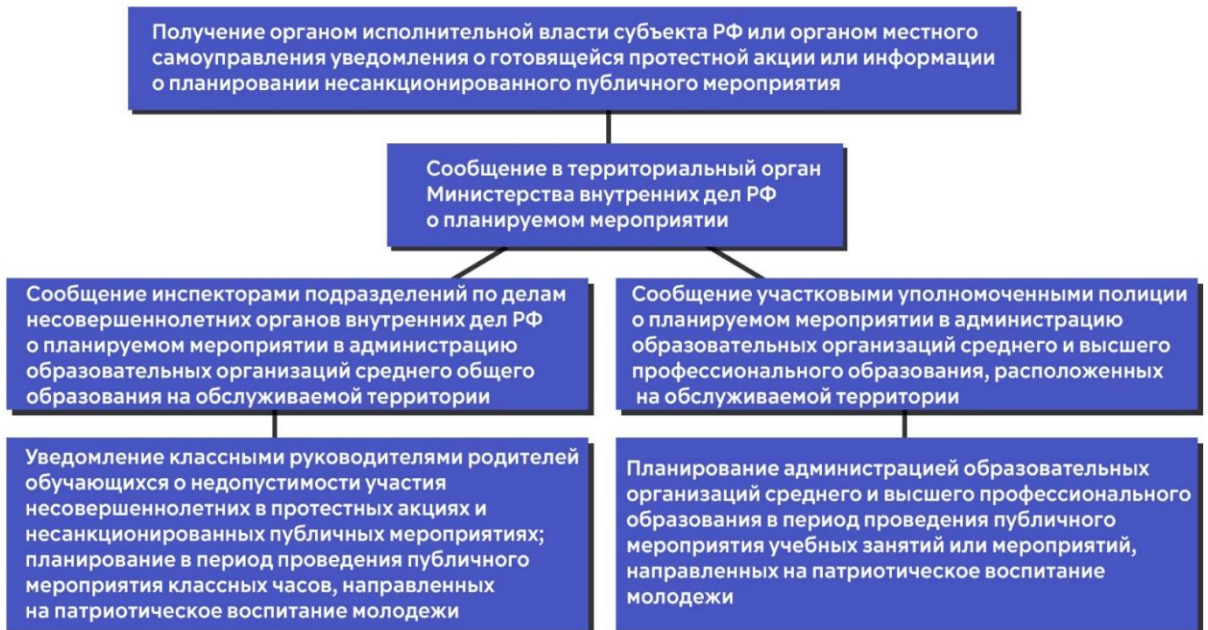 Получение органом исполнительной власти субъекта РФ или органом местного
самоуправления уведомления о готовящейся протестной акции или информации
о планировании несанкционированного публичного мероприятия
Сообщение в территориальный орган
Министерства внутренних дел РФ
о планируемом мероприятии
Сообщение инспекторами подразделений по делам
несовершеннолетних органов внутренних дел РФ
о планируемом мероприятии в администрацию
образовательных организаций среднего общего
образования на обслуживаемой территории
Сообщение участковыми уполномоченными полиции
о планируемом мероприятии в администрацию
образовательных организаций среднего и высшего
профессионального образования, расположенных
на обслуживаемой территории
Уведомление классными руководителями родителей
обучающихся о недопустимости участия
несовершеннолетних в протестных акциях и
несанкционированных публичных мероприятиях;
планирование в период проведения публичного
мероприятия классных часов, направленных
на патриотическое воспитание молодежи
Планирование администрацией образовательных
организаций среднего и высшего профессионального
образования в период проведения публичного
мероприятия учебных занятий или мероприятий,
направленных на патриотическое воспитание
молодежи